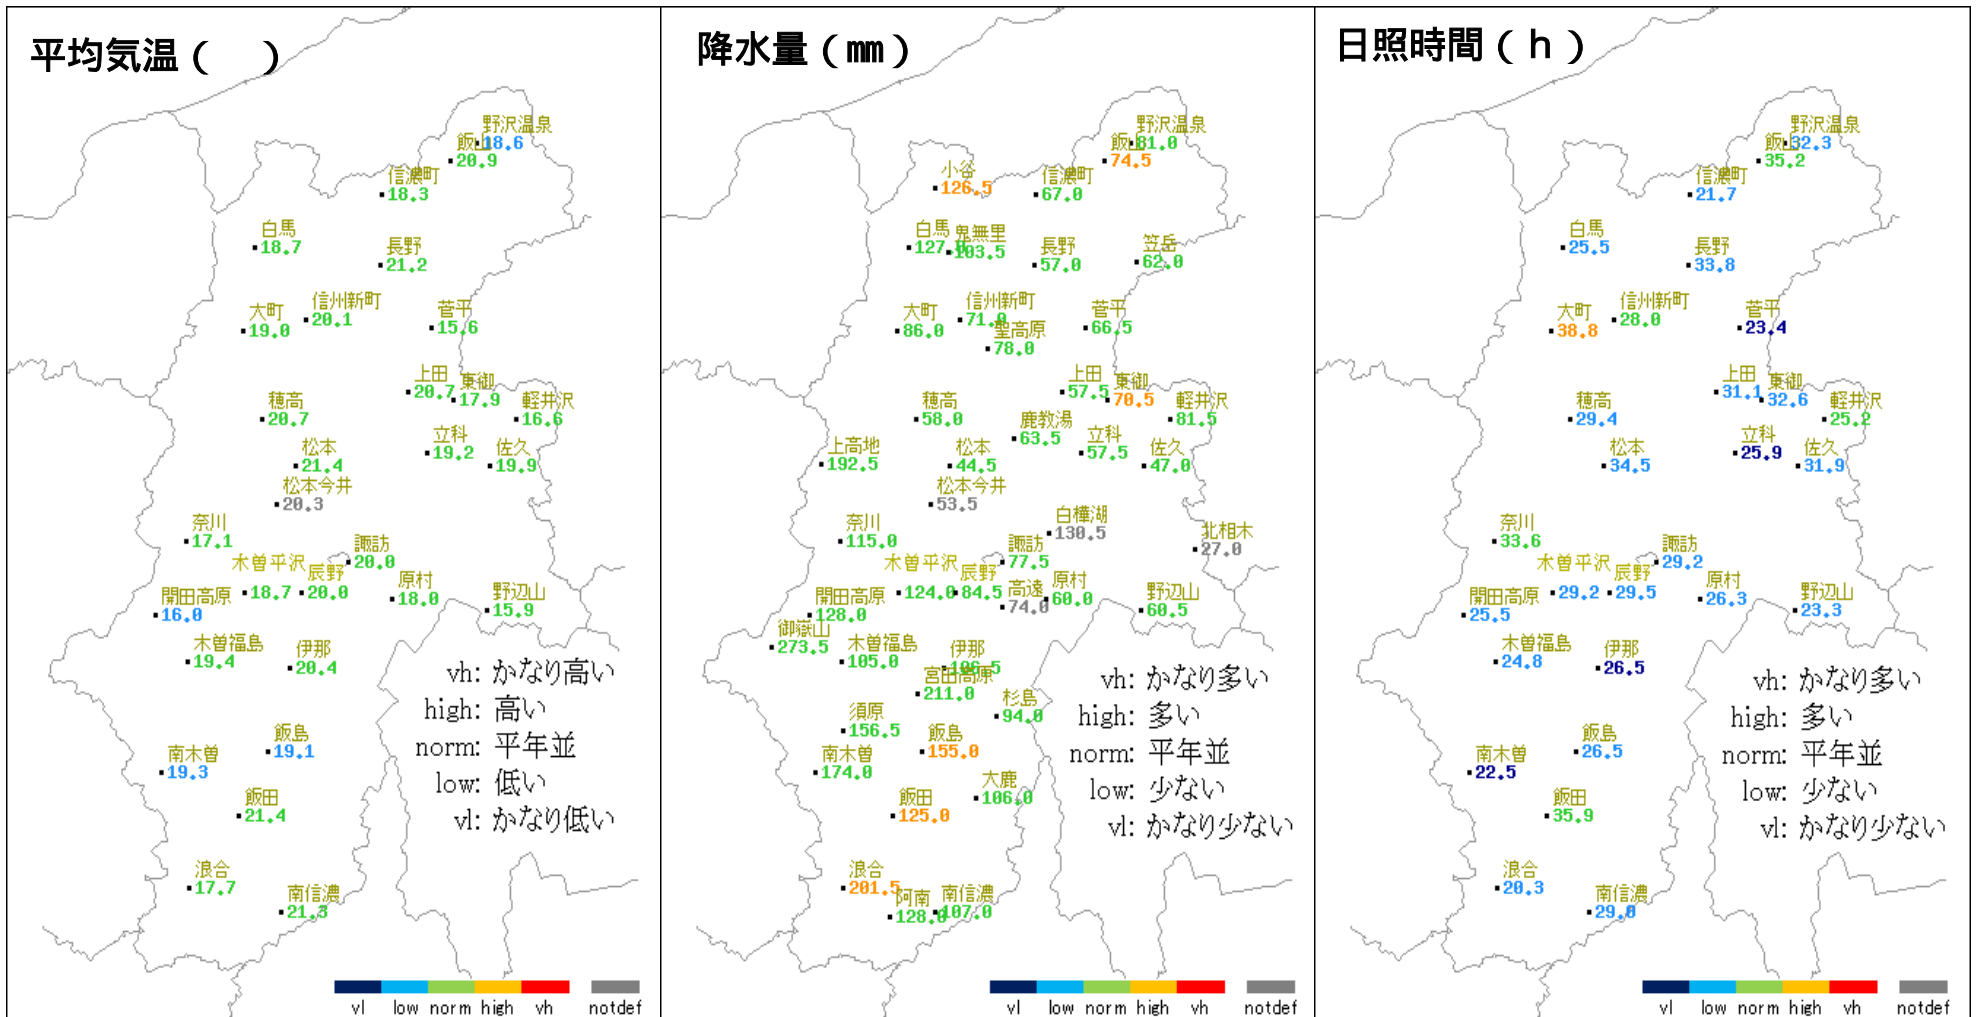 平均気温（　）
野沢温泉
18.6
飯山
20.9
信濃町
18.3
白馬
18.7
長野
21.2
信州新町
20.1
大町
19.0
菅平
15.6
上田
20.7
東御
17.9
穂高
20.7
軽井沢
16.6
立科
19.2
松本
21.4
佐久
19.9
松本今井
20.3
奈川
17.1
諏訪
20.0
木曽平沢
18.7
辰野
20.0
原村
18.0
開田高原
16.0
野辺山
15.9
木曽福島
19.4
伊那
20.4
飯島
19.1
南木曽
19.3
飯田
21.4
浪合
17.7
南信濃
21.3
vh: かなり高い
high: 高い
norm: 平年並
low: 低い
vl: かなり低い
vl low norm high vh notdef
降水量（㎜）
野沢温泉
81.0
飯山
74.5
小谷
126.5
信濃町
67.0
白馬
127.0
鬼無里
103.5
長野
57.0
笠岳
62.0
信州新町
71.0
大町
86.0
菅平
66.5
聖高原
78.0
上田
57.5
東御
70.5
穂高
58.0
軽井沢
81.5
鹿教湯
63.5
立科
57.5
上高地
192.5
松本
44.5
佐久
47.0
松本今井
53.5
白樺湖
130.5
奈川
115.0
北相木
27.0
諏訪
77.5
木曽平沢
124.0
辰野
84.5
高遠
74.0
原村
60.0
開田高原
128.0
野辺山
60.5
御嶽山
273.5
木曽福島
105.0
伊那
106.5
宮田高原
211.0
杉島
94.0
須原
156.5
飯島
155.0
南木曽
174.0
大鹿
106.0
飯田
125.0
浪合
201.5
阿南
128.0
南信濃
107.0
vh: かなり多い
high: 多い
norm: 平年並
low: 少ない
vl: かなり少ない
vl low norm high vh notdef
日照時間（ｈ）
野沢温泉
32.3
飯山
35.2
信濃町
21.7
白馬
25.5
長野
33.8
信州新町
28.0
大町
38.8
菅平
23.4
上田
31.1
東御
32.6
穂高
29.4
軽井沢
25.2
立科
25.9
松本
34.5
佐久
31.9
奈川
33.6
諏訪
29.2
木曽平沢
29.2
辰野
29.5
原村
26.3
開田高原
25.5
野辺山
23.3
木曽福島
24.8
伊那
26.5
飯島
26.5
南木曽
22.5
飯田
35.9
浪合
20.3
南信濃
29.0
vh: かなり多い
high: 多い
norm: 平年並
low: 少ない
vl: かなり少ない
vl low norm high vh notdef